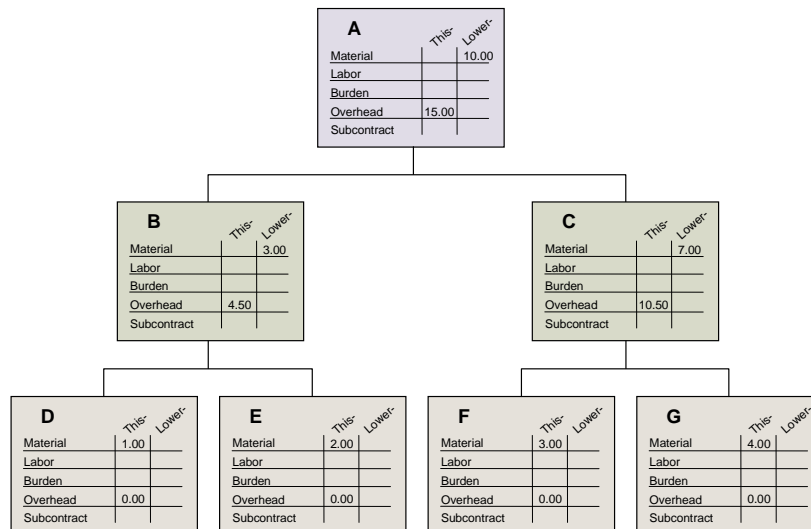 A This- Lower-
Material 10.00
Labor
Burden
Overhead 15.00
Subcontract
B This- Lower-
Material 3.00
Labor
Burden
Overhead 4.50
Subcontract
C This- Lower-
Material 7.00
Labor
Burden
Overhead 10.50
Subcontract
D This- Lower-
Material 1.00
Labor
Burden
Overhead 0.00
Subcontract
E This- Lower-
Material 2.00
Labor
Burden
Overhead 0.00
Subcontract
F This- Lower-
Material 3.00
Labor
Burden
Overhead 0.00
Subcontract
G This- Lower-
Material 4.00
Labor
Burden
Overhead 0.00
Subcontract